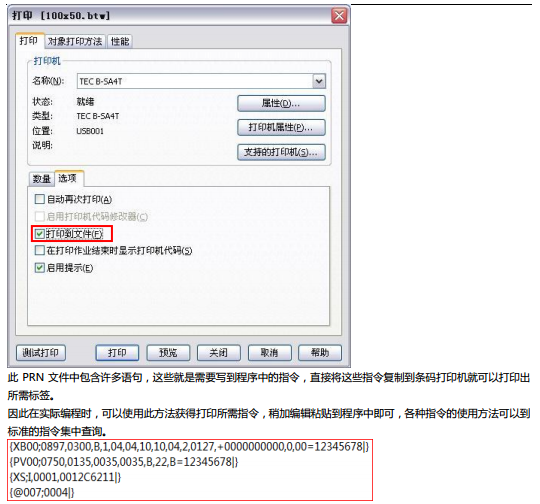 打印 [100x50.btw]
打印 对象打印方法 性能
打印机
名称(N): TEC B-SA4T
状态: 就绪 属性(O)...
类型: TEC B-SA4T
位置: USB001 打印机属性(P)...
说明:
支持的打印机(S)...
数量 选项
自动再次打印(A)
启用打印机代码修改器(C)
打印到文件(F)
在打印作业结束时显示打印机代码(S)
启用提示(E)
测试打印 打印 预览 关闭 取消 帮助
此 PRN 文件中包含许多语句，这些就是需要写到程序中的指令，直接将这些指令复制到条码打印机就可以打印出
所需标签。
因此在实际编程时，可以使用此方法获得打印所需指令，稍加编辑粘贴到程序中即可，各种指令的使用方法可以到
标准的指令集中查询。
{XB00;0897,0300,B,1,04,04,10,10,04,2,0127,+0000000000,0,00=12345678|}
{PV00;0750,0135,0035,0035,B,22,B=12345678|}
{XS;I,0001,0012C6211|}
{@007;0004|}